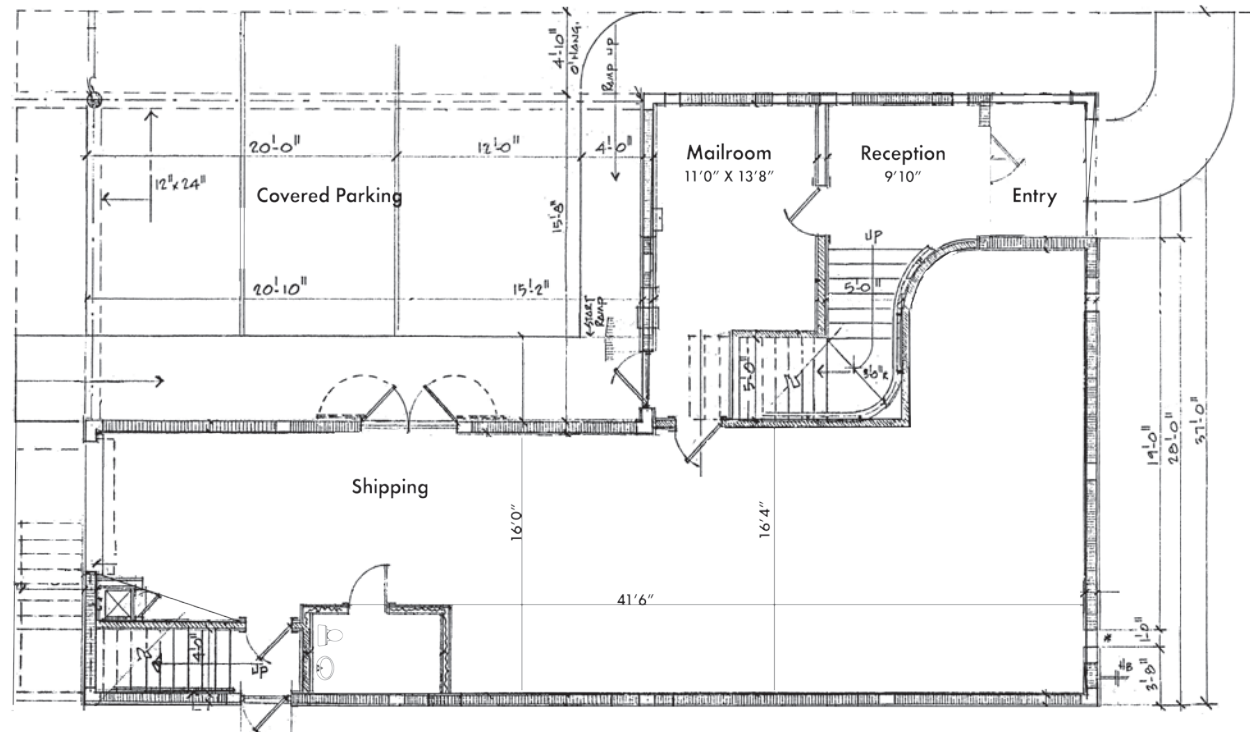 4'-10"
O'HANG.
RAMP UP
20'-0"
12'-0"
4'-0"
Mailroom
11'0" X 13'8"
Reception
9'10"
12"x24"
Covered Parking
Entry
15'-8"
UP
20'-10"
15'-2"
5'-0"
START
RAMP
5'-0"
19'-0"
28'-0"
37'-0"
Shipping
16'0"
16'4"
41'6"
4'-0"
UP
1'-0"
3'-8"